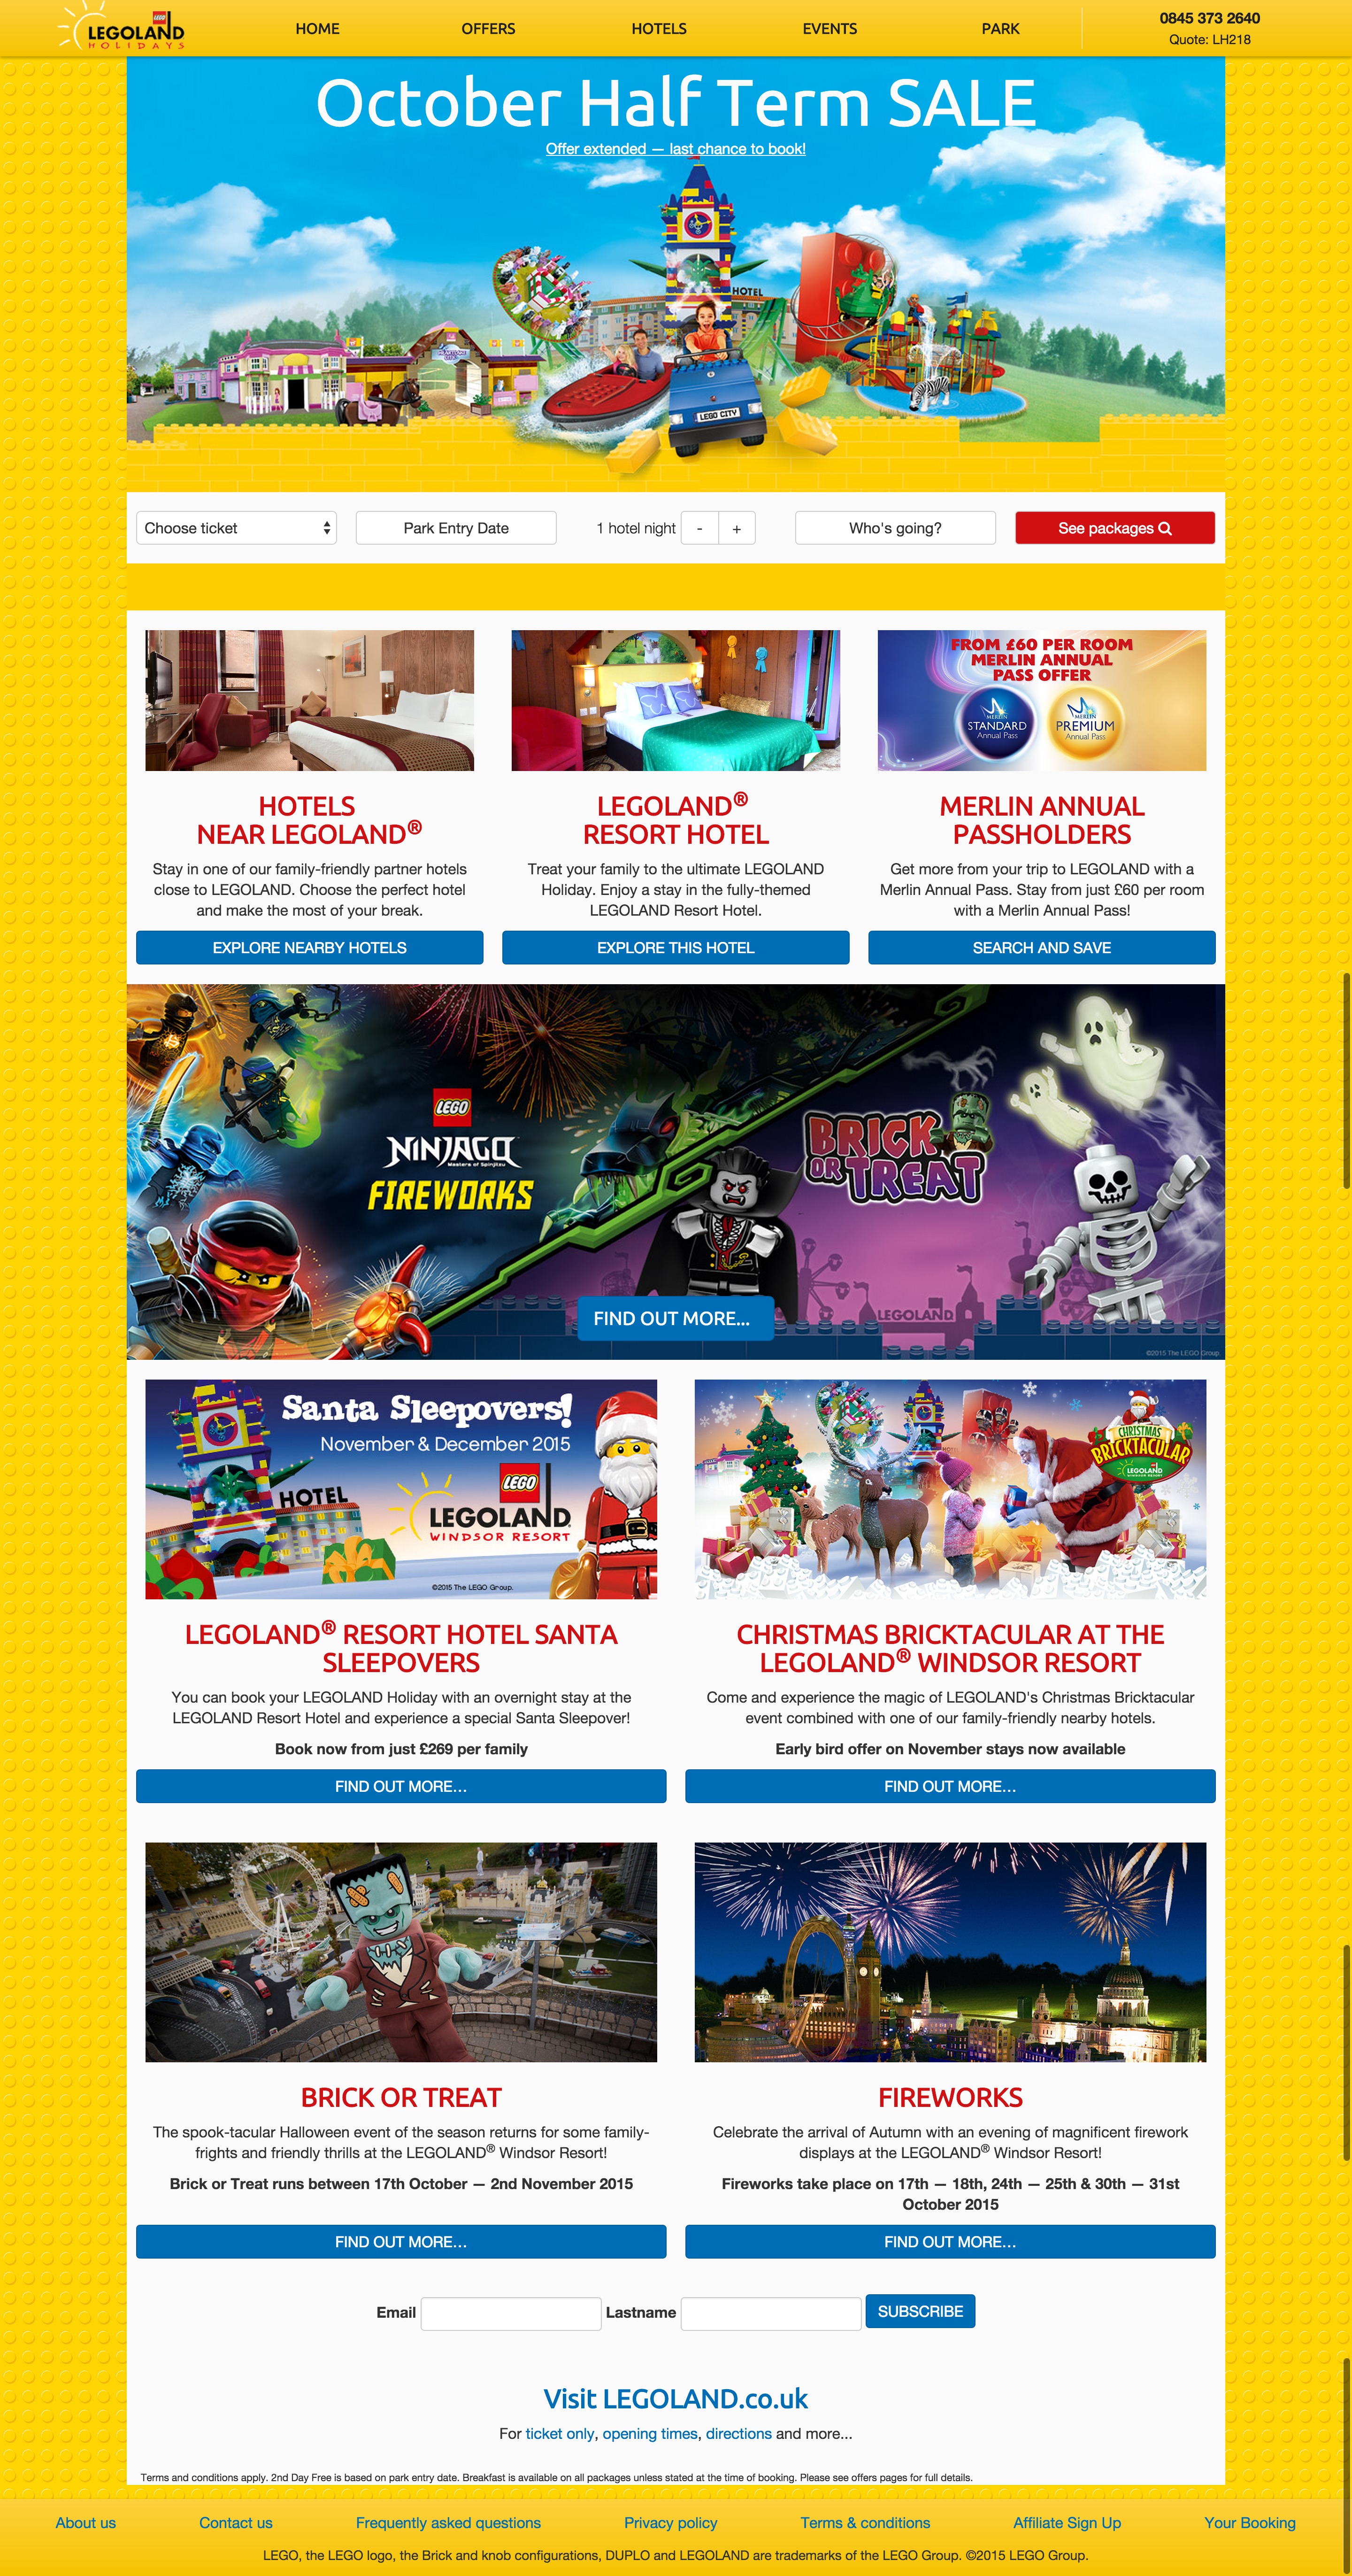 LEGO
LEGOLAND
HOLIDAYS
HOME
OFFERS
HOTELS
EVENTS
PARK
0845 373 2640
Quote: LH218
October Half Term SALE
Offer extended — last chance to book!
HOTEL
LEGO CITY
Choose ticket
Park Entry Date
1 hotel night
-
+
Who's going?
See packages
FROM £60 PER ROOM
MERLIN ANNUAL
PASS OFFER
MERLIN
STANDARD
Annual Pass
MERLIN
PREMIUM
Annual Pass
HOTELS
NEAR LEGOLAND®
Stay in one of our family-friendly partner hotels
close to LEGOLAND. Choose the perfect hotel
and make the most of your break.
EXPLORE NEARBY HOTELS
LEGOLAND®
RESORT HOTEL
Treat your family to the ultimate LEGOLAND
Holiday. Enjoy a stay in the fully-themed
LEGOLAND Resort Hotel.
EXPLORE THIS HOTEL
MERLIN ANNUAL
PASSHOLDERS
Get more from your trip to LEGOLAND with a
Merlin Annual Pass. Stay from just £60 per room
with a Merlin Annual Pass!
SEARCH AND SAVE
LEGO
NINJAGO
Masters of Spinjitzu
FIREWORKS
BRICK
OR TREAT
LEGOLAND
FIND OUT MORE...
©2015 The LEGO Group.
Santa Sleepovers!
November & December 2015
HOTEL
LEGO
LEGOLAND
WINDSOR RESORT
©2015 The LEGO Group.
CHRISTMAS
BRICKTACULAR
LEGOLAND
WINDSOR RESORT
LEGOLAND® RESORT HOTEL SANTA
SLEEPOVERS
You can book your LEGOLAND Holiday with an overnight stay at the
LEGOLAND Resort Hotel and experience a special Santa Sleepover!
Book now from just £269 per family
FIND OUT MORE…
CHRISTMAS BRICKTACULAR AT THE
LEGOLAND® WINDSOR RESORT
Come and experience the magic of LEGOLAND's Christmas Bricktacular
event combined with one of our family-friendly nearby hotels.
Early bird offer on November stays now available
FIND OUT MORE…
BRICK OR TREAT
The spook-tacular Halloween event of the season returns for some family-
frights and friendly thrills at the LEGOLAND® Windsor Resort!
Brick or Treat runs between 17th October — 2nd November 2015
FIND OUT MORE…
FIREWORKS
Celebrate the arrival of Autumn with an evening of magnificent firework
displays at the LEGOLAND® Windsor Resort!
Fireworks take place on 17th — 18th, 24th — 25th & 30th — 31st
October 2015
FIND OUT MORE…
Email
Lastname
SUBSCRIBE
Visit LEGOLAND.co.uk
For ticket only, opening times, directions and more...
Terms and conditions apply. 2nd Day Free is based on park entry date. Breakfast is available on all packages unless stated at the time of booking. Please see offers pages for full details.
About us
Contact us
Frequently asked questions
Privacy policy
Terms & conditions
Affiliate Sign Up
Your Booking
LEGO, the LEGO logo, the Brick and knob configurations, DUPLO and LEGOLAND are trademarks of the LEGO Group. ©2015 LEGO Group.